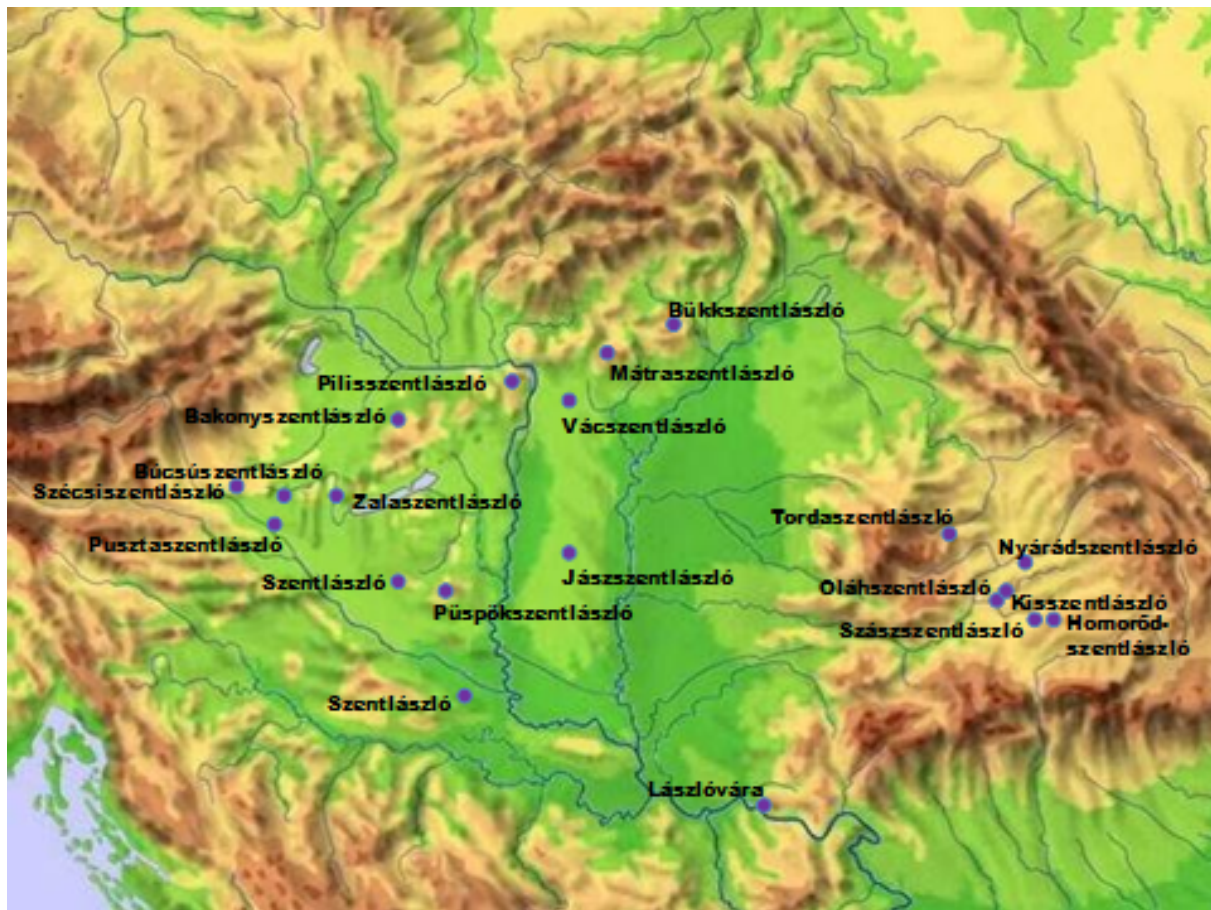 Bükkszentlászló
Mátraszentlászló
Pilisszentlászló
Bakonyszentlászló
Vácszentlászló
Búcsúszentlászló
Szécsiszentlászló
Zalaszentlászló
Tordaszentlászló
Pusztaszentlászló
Nyárádszentlászló
Szentlászló
Jászszentlászló
Oláhszentlászló
Kisszentlászló
Püspökszentlászló
Szászszentlászló
Homoród-
szentlászló
Szentlászló
Lászlóvára